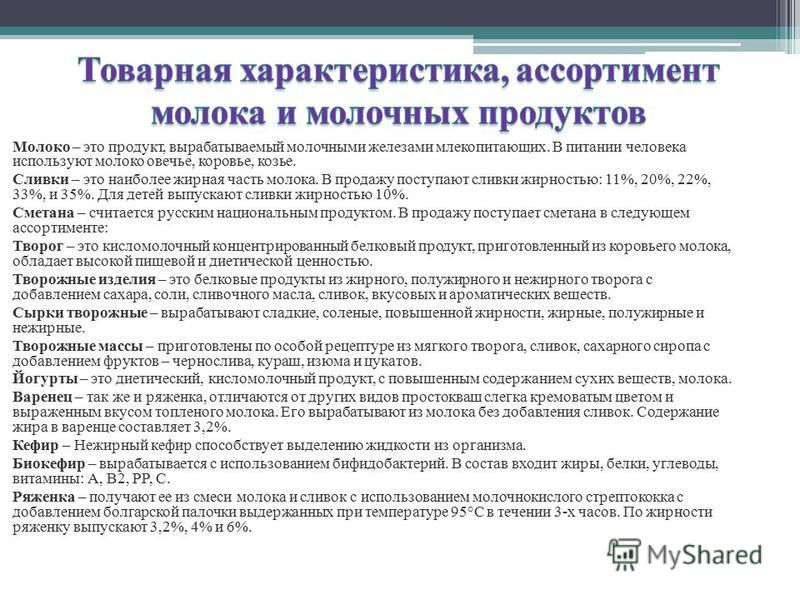 Товарная характеристика, ассортимент
молока и молочных продуктов
Молоко – это продукт, вырабатываемый молочными железами млекопитающих. В питании человека
используют молоко овечье, коровье, козье.
Сливки – это наиболее жирная часть молока. В продажу поступают сливки жирностью: 11%, 20%, 22%,
33%, и 35%. Для детей выпускают сливки жирностью 10%.
Сметана – считается русским национальным продуктом. В продажу поступает сметана в следующем
ассортименте:
Творог – это кисломолочный концентрированный белковый продукт, приготовленный из коровьего молока,
обладает высокой пищевой и диетической ценностью.
Творожные изделия – это белковые продукты из жирного, полужирного и нежирного творога с
добавлением сахара, соли, сливочного масла, сливок, вкусовых и ароматических веществ.
Сырки творожные – вырабатывают сладкие, соленые, повышенной жирности, жирные, полужирные и
нежирные.
Творожные массы – приготовлены по особой рецептуре из мягкого творога, сливок, сахарного сиропа с
добавлением фруктов – чернослива, кураш, изюма и цукатов.
Йогурты – это диетический, кисломолочный продукт, с повышенным содержанием сухих веществ, молока.
Варенец – так же и ряженка, отличаются от других видов простокваш слегка кремоватым цветом и
выраженным вкусом топленого молока. Его вырабатывают из молока без добавления сливок. Содержание
жира в варенце составляет 3,2%.
Кефир – Нежирный кефир способствует выделению жидкости из организма.
Биокефир – вырабатывается с использованием бифидобактерий. В состав входит жиры, белки, углеводы,
витамины: А, В2, РР, С.
Ряженка – получают ее из смеси молока и сливок с использованием молочнокислого стрептококка с
добавлением болгарской палочки выдержанных при температуре 95°С в течении 3-х часов. По жирности
ряженку выпускают 3,2%, 4% и 6%.
MyShared